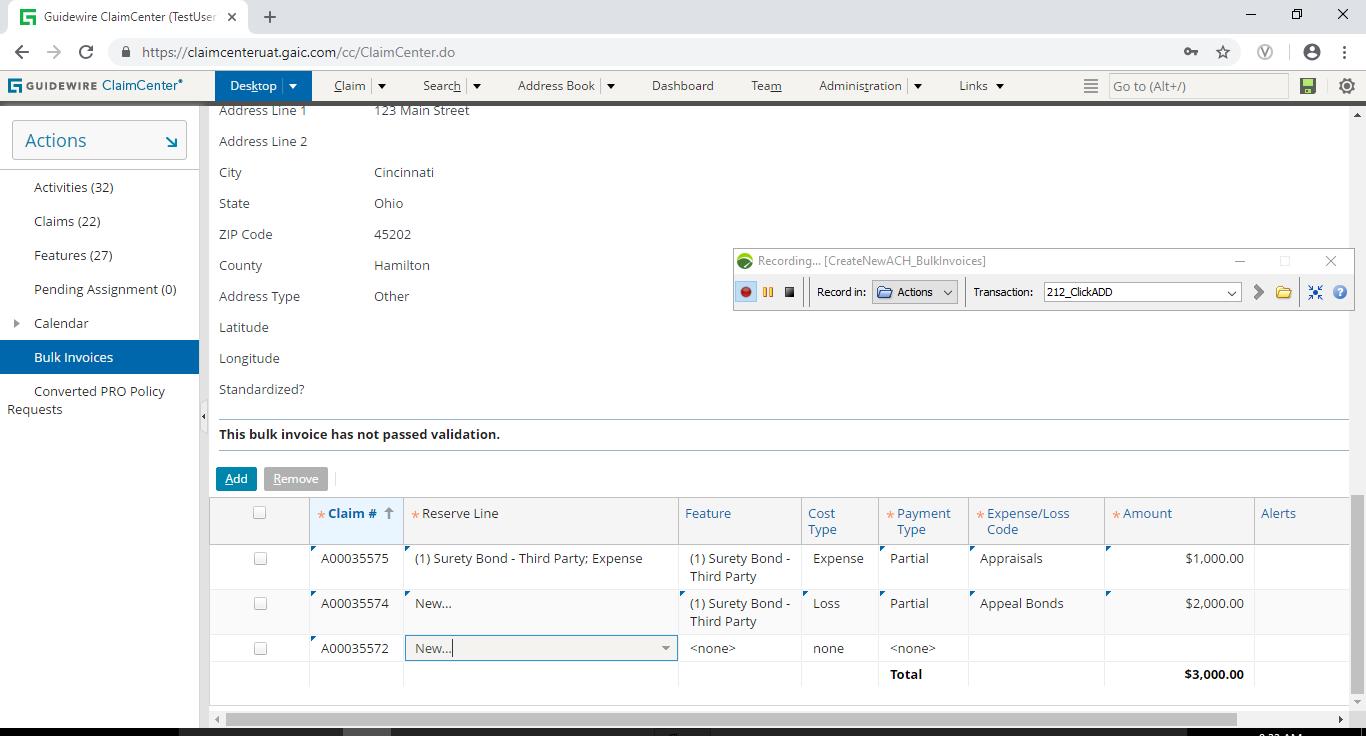 Guidewire ClaimCenter (TestUser
https://claimcenteruat.gaic.com/cc/ClaimCenter.do
GUIDEWIRE ClaimCenter
Desktop
Claim
Search
Address Book
Dashboard
Team
Administration
Links
Go to (Alt+/)
Actions
Activities (32)
Claims (22)
Features (27)
Pending Assignment (0)
Calendar
Bulk Invoices
Converted PRO Policy
Requests
Address Line 1 123 Main Street
Address Line 2
City Cincinnati
State Ohio
ZIP Code 45202
County Hamilton
Address Type Other
Latitude
Longitude
Standardized?
Recording... [CreateNewACH_BulkInvoices]
Record in: Actions Transaction: 212_ClickADD
This bulk invoice has not passed validation.
Add Remove
* Claim # * Reserve Line Feature Cost Type * Payment Type * Expense/Loss Code * Amount Alerts
A00035575 (1) Surety Bond - Third Party; Expense (1) Surety Bond - Third Party Expense Partial Appraisals $1,000.00
A00035574 New... (1) Surety Bond - Third Party Loss Partial Appeal Bonds $2,000.00
A00035572 New... <none> none <none>
Total $3,000.00